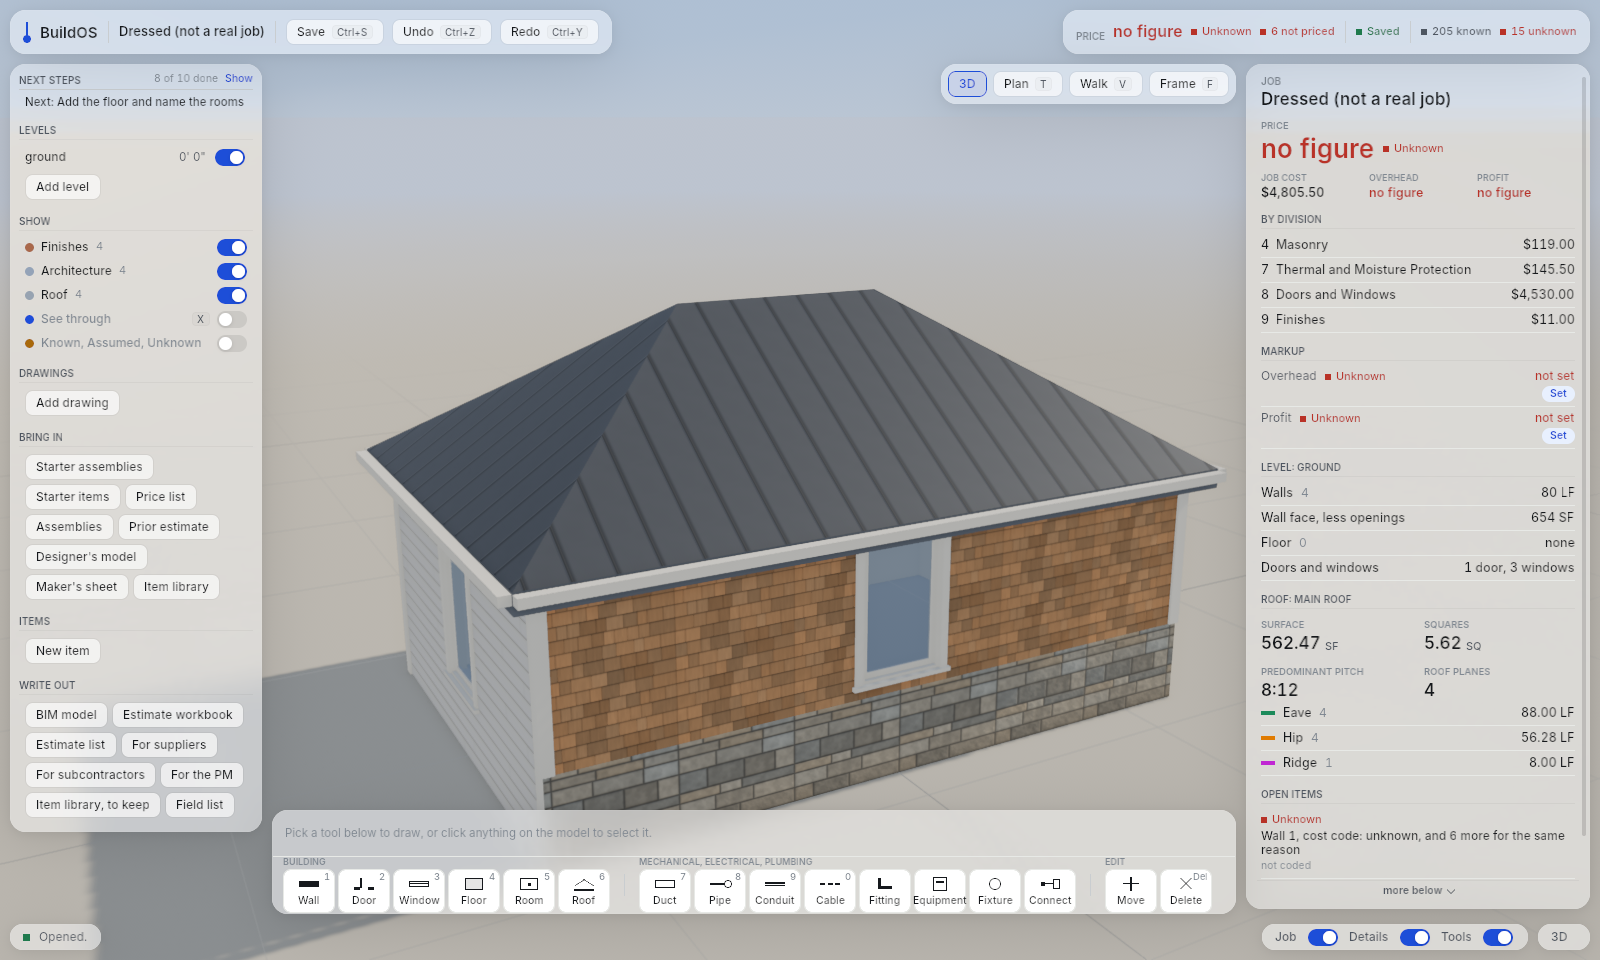 BuildOS
Dressed (not a real job)
Save Ctrl+S
Undo Ctrl+Z
Redo Ctrl+Y
PRICE no figure Unknown 6 not priced
Saved
205 known 15 unknown
NEXT STEPS 8 of 10 done Show
Next: Add the floor and name the rooms
LEVELS
ground 0' 0"
Add level
SHOW
Finishes 4
Architecture 4
Roof 4
See through X
Known, Assumed, Unknown
DRAWINGS
Add drawing
BRING IN
Starter assemblies
Starter items Price list
Assemblies Prior estimate
Designer's model
Maker's sheet Item library
ITEMS
New item
WRITE OUT
BIM model Estimate workbook
Estimate list For suppliers
For subcontractors For the PM
Item library, to keep Field list
Opened.
3D Plan T Walk V Frame F
JOB
Dressed (not a real job)
PRICE
no figure Unknown
JOB COST OVERHEAD PROFIT
$4,805.50 no figure no figure
BY DIVISION
4 Masonry $119.00
7 Thermal and Moisture Protection $145.50
8 Doors and Windows $4,530.00
9 Finishes $11.00
MARKUP
Overhead Unknown not set
Set
Profit Unknown not set
Set
LEVEL: GROUND
Walls 4 80 LF
Wall face, less openings 654 SF
Floor 0 none
Doors and windows 1 door, 3 windows
ROOF: MAIN ROOF
SURFACE SQUARES
562.47 SF 5.62 SQ
PREDOMINANT PITCH ROOF PLANES
8:12 4
Eave 4 88.00 LF
Hip 4 56.28 LF
Ridge 1 8.00 LF
OPEN ITEMS
Unknown
Wall 1, cost code: unknown, and 6 more for the same
reason
not coded
more below
Pick a tool below to draw, or click anything on the model to select it.
BUILDING MECHANICAL, ELECTRICAL, PLUMBING EDIT
1 2 3 4 5 6 7 8 9 0 Del
Wall Door Window Floor Room Roof Duct Pipe Conduit Cable Fitting Equipment Fixture Connect Move Delete
Job Details Tools 3D